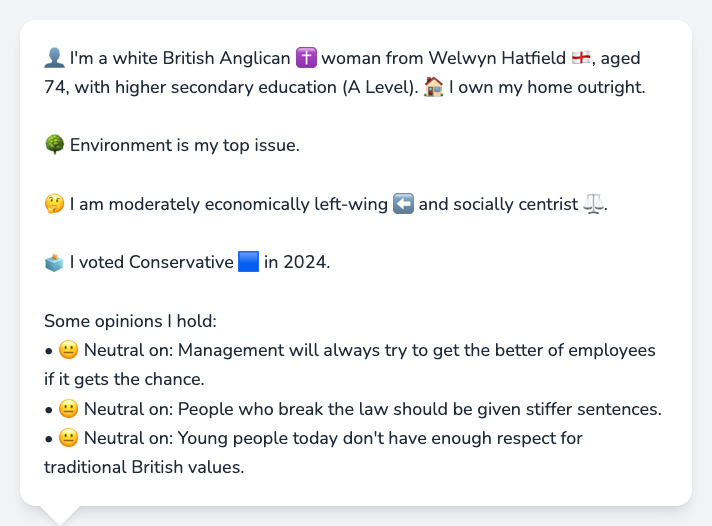 👤 I'm a white British Anglican ✝️ woman from Welwyn Hatfield 🏴󠁧󠁢󠁥󠁮󠁧󠁿, aged
74, with higher secondary education (A Level). 🏠 I own my home outright.
🌳 Environment is my top issue.
🤔 I am moderately economically left-wing ⬅️ and socially centrist ⚖️.
🗳️ I voted Conservative 🟦 in 2024.
Some opinions I hold:
• 😐 Neutral on: Management will always try to get the better of employees
if it gets the chance.
• 😐 Neutral on: People who break the law should be given stiffer sentences.
• 😐 Neutral on: Young people today don't have enough respect for
traditional British values.